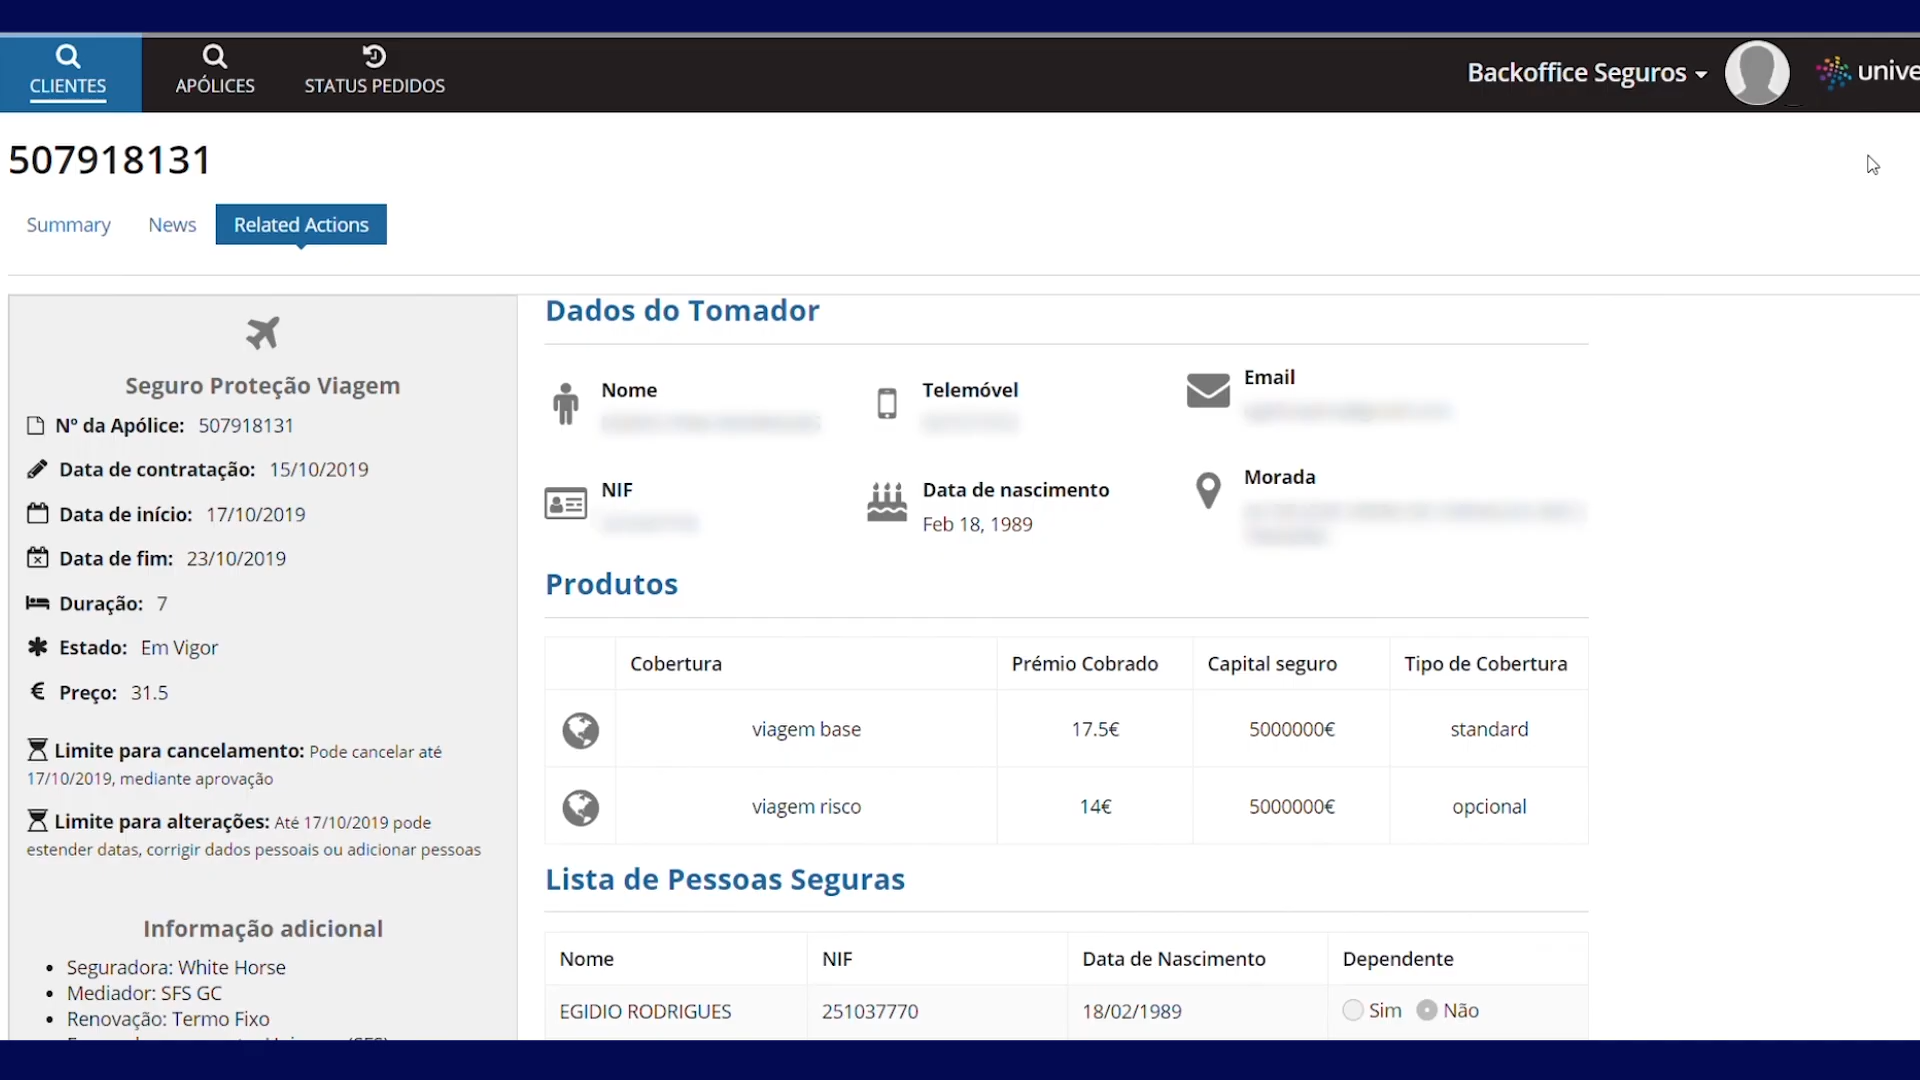 CLIENTES
APÓLICES
STATUS PEDIDOS
Backoffice Seguros
unive
507918131
Summary
News
Related Actions
Seguro Proteção Viagem
Nº da Apólice: 507918131
Data de contratação: 15/10/2019
Data de início: 17/10/2019
Data de fim: 23/10/2019
Duração: 7
Estado: Em Vigor
Preço: 31.5
Limite para cancelamento: Pode cancelar até
17/10/2019, mediante aprovação
Limite para alterações: Até 17/10/2019 pode
estender datas, corrigir dados pessoais ou adicionar pessoas
Informação adicional
• Seguradora: White Horse
• Mediador: SFS GC
• Renovação: Termo Fixo
Dados do Tomador
Nome
Telemóvel
Email
NIF
Data de nascimento
Feb 18, 1989
Morada
Produtos
Cobertura Prémio Cobrado Capital seguro Tipo de Cobertura
viagem base 17.5€ 5000000€ standard
viagem risco 14€ 5000000€ opcional
Lista de Pessoas Seguras
Nome NIF Data de Nascimento Dependente
EGIDIO RODRIGUES 251037770 18/02/1989 Sim Não